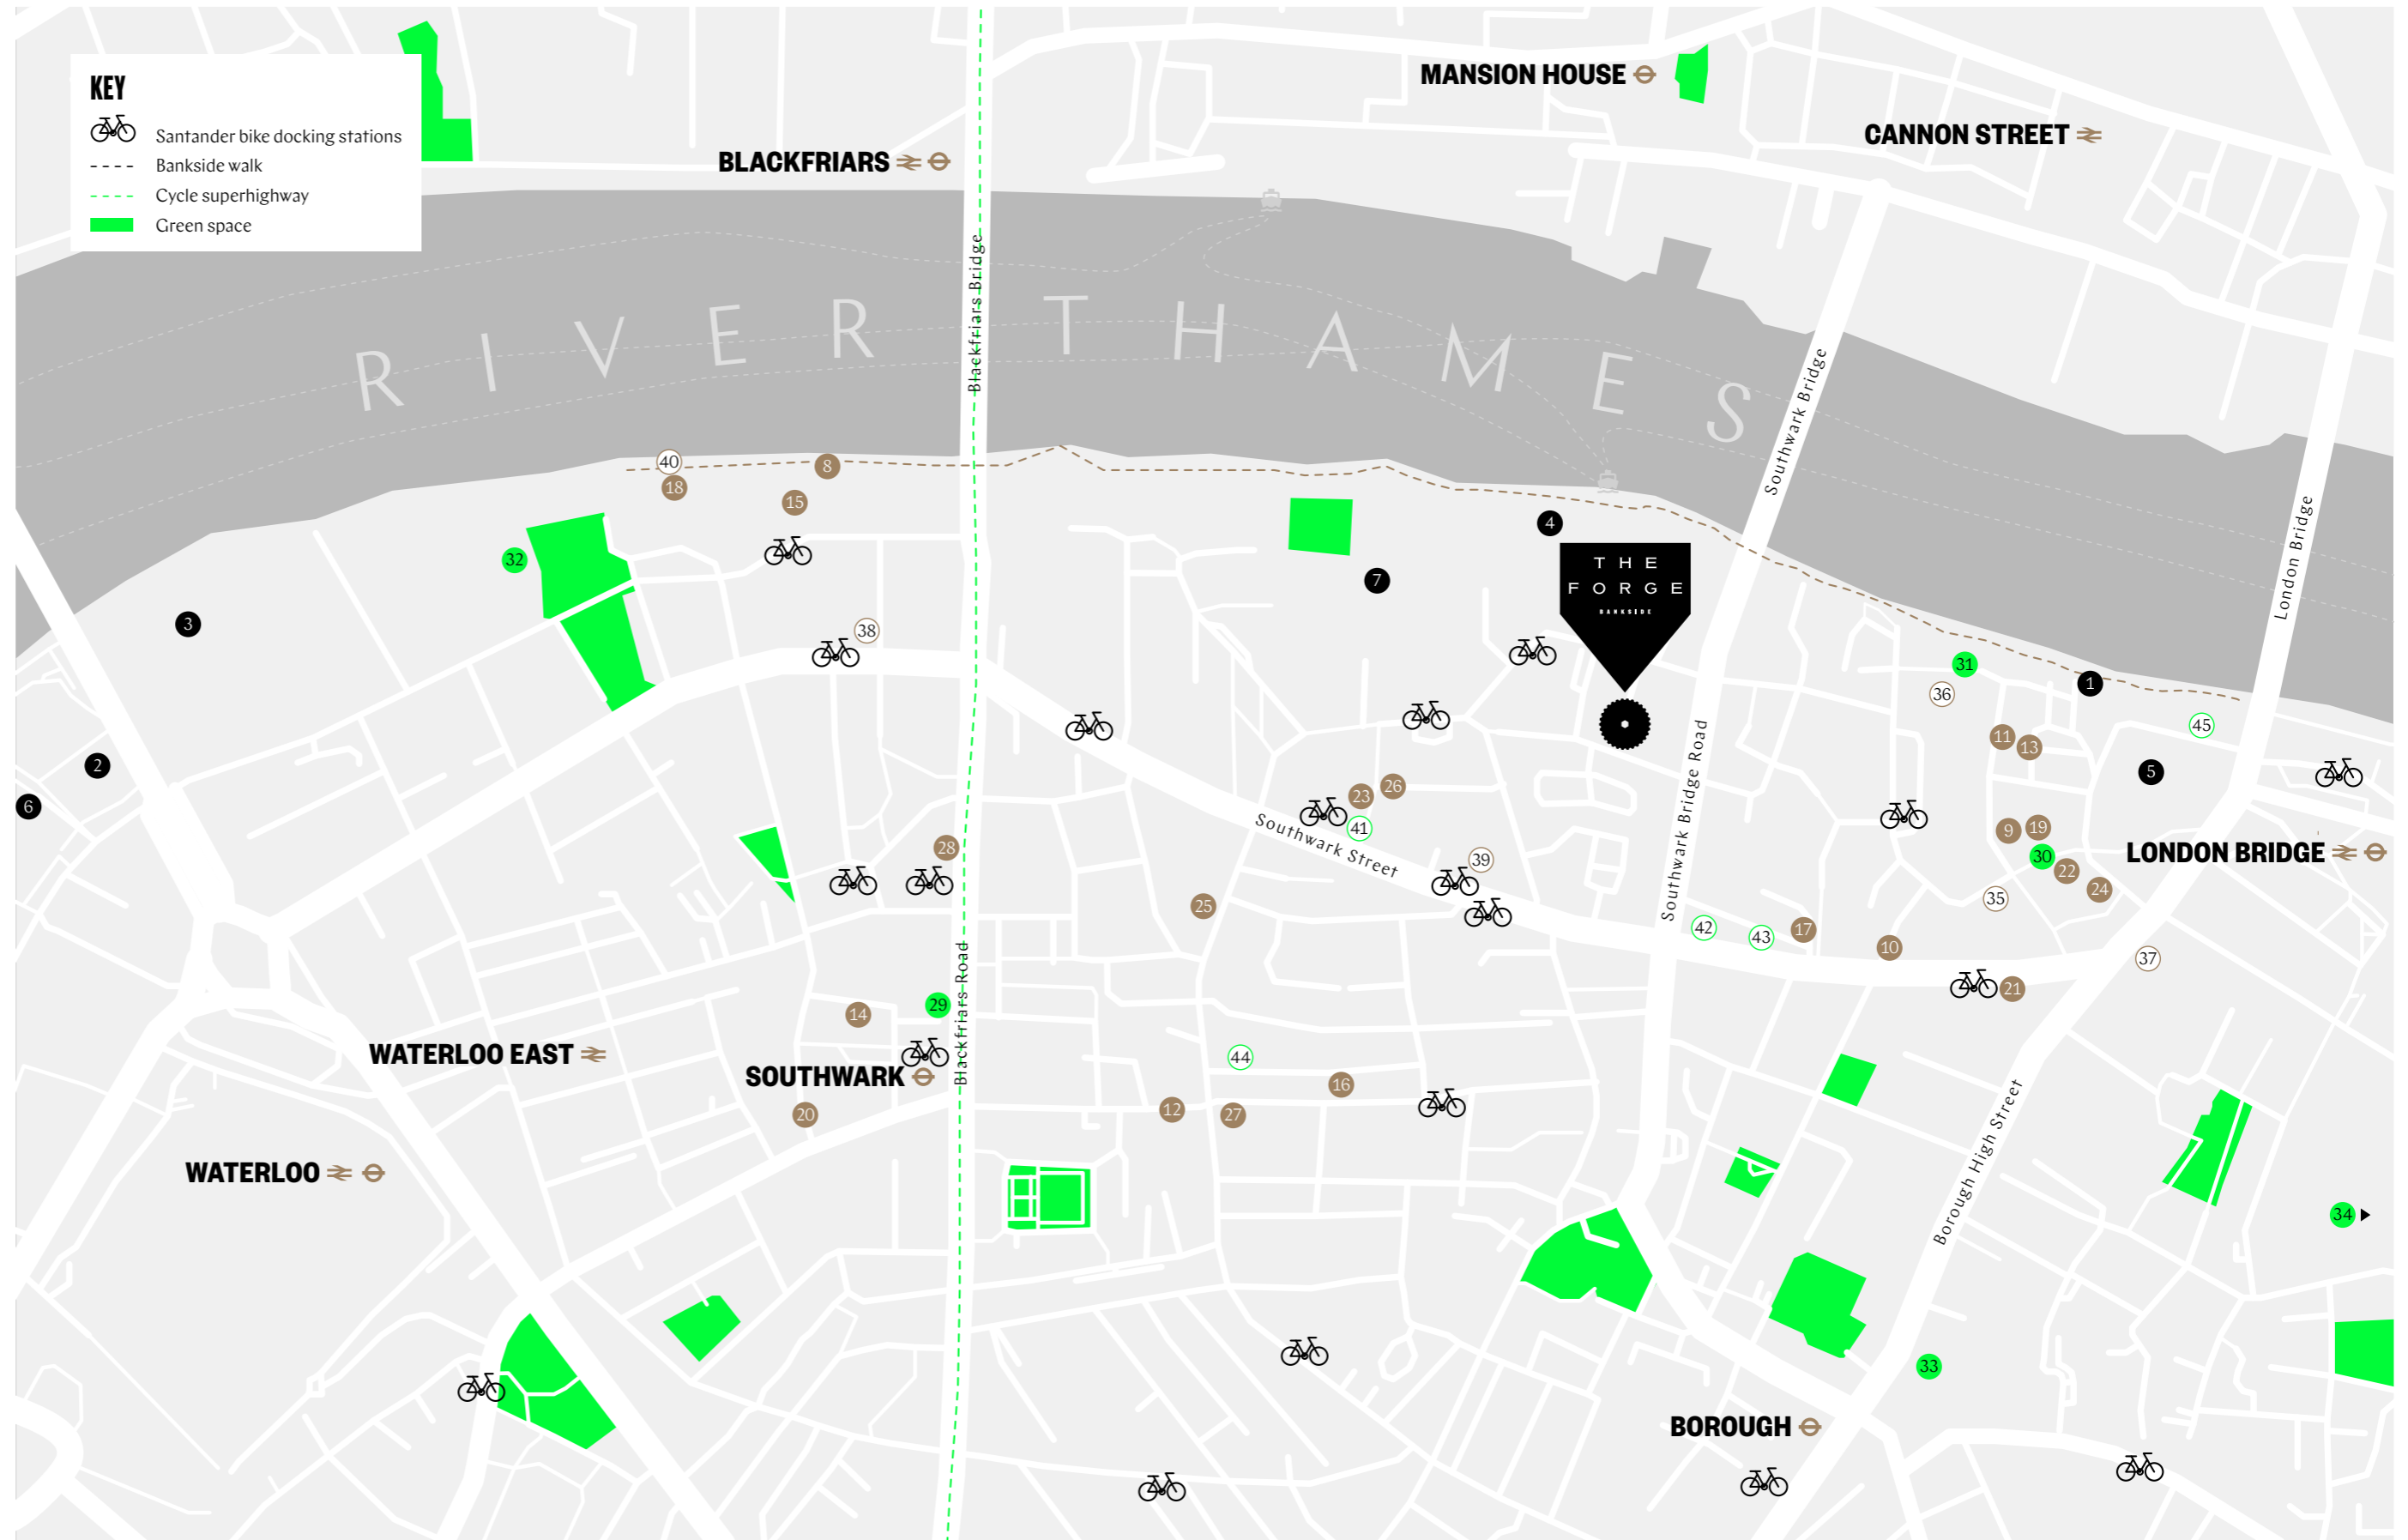 KEY
Santander bike docking stations
Bankside walk
Cycle superhighway
Green space
MANSION HOUSE
CANNON STREET
BLACKFRIARS
Blackfriars Bridge
RIVER THAMES
Southwark Bridge
London Bridge
40
8
18
15
4
32
7
THE
FORGE
BANKSIDE
3
38
31
36
1
45
11
13
2
5
6
26
23
41
Southwark Street
Southwark Bridge Road
9
19
28
39
30
LONDON BRIDGE
22
24
25
35
42
43
17
10
37
21
Blackfriars Road
29
14
WATERLOO EAST
44
SOUTHWARK
16
20
12
27
Borough High Street
WATERLOO
34
33
BOROUGH